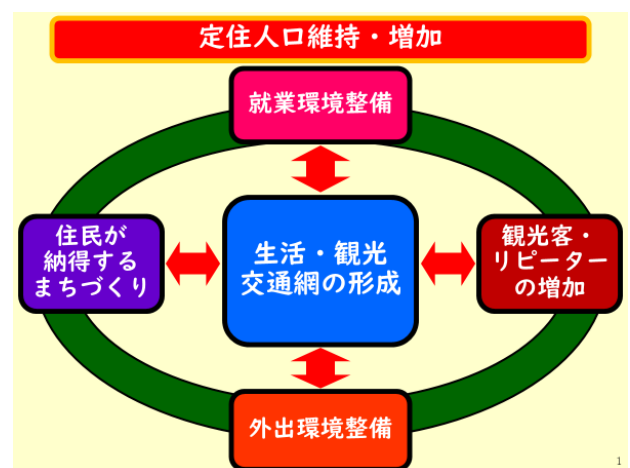 定住人口維持・増加
就業環境整備
住民が
納得する
まちづくり
生活・観光
交通網の形成
観光客・
リピーター
の増加
外出環境整備
1